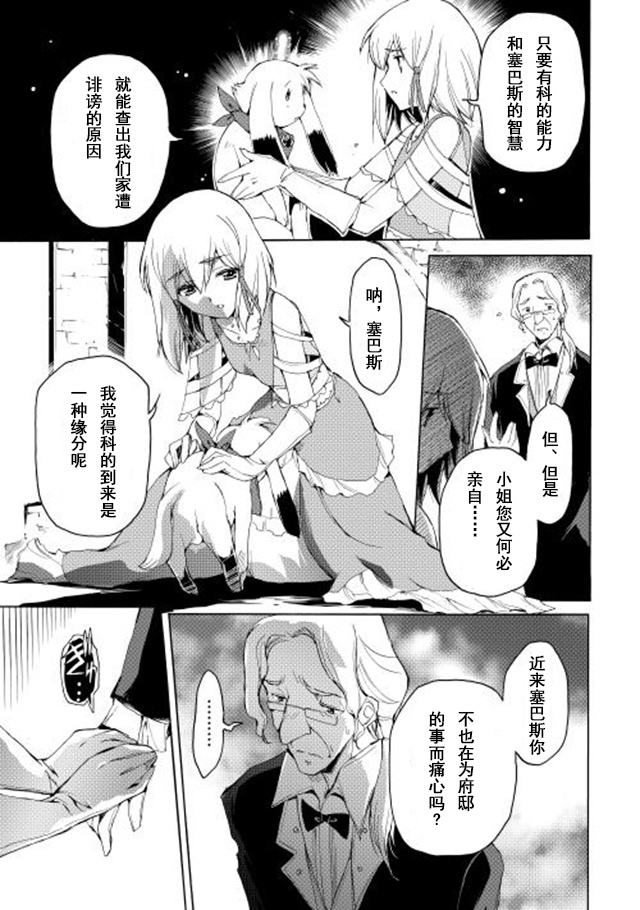 只要有科的能力
和塞巴斯的智慧
就能查出我们家遭
诽谤的原因
但、但是
小姐您又何必
亲自……
呐，塞巴斯
我觉得科的到来是
一种缘分呢
近来塞巴斯你
不也在为府邸
的事而痛心吗？
………